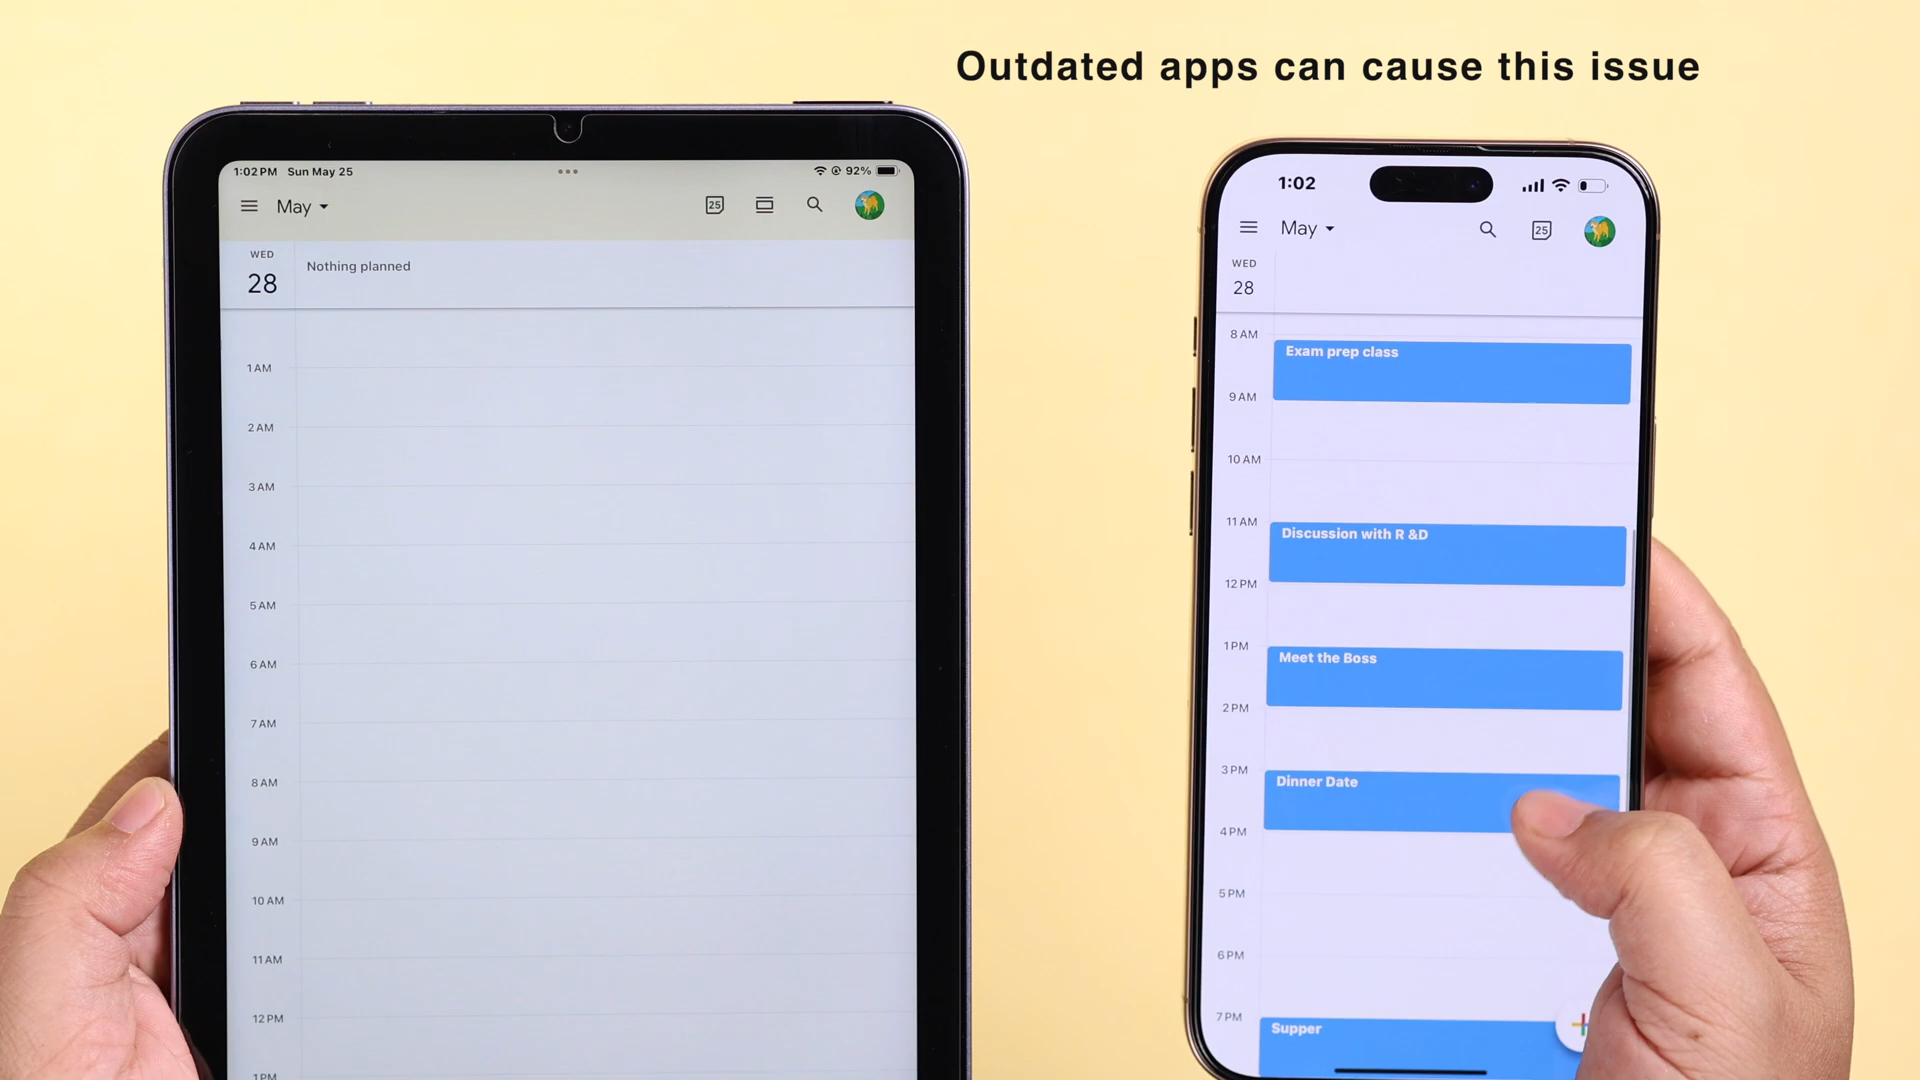 Outdated apps can cause this issue
1:02 PM Sun May 25
92%
May
25
WED
28
Nothing planned
1 AM
2 AM
3 AM
4 AM
5 AM
6 AM
7 AM
8 AM
9 AM
10 AM
11 AM
12 PM
1 PM
1:02
May
25
WED
28
8 AM
Exam prep class
9 AM
10 AM
11 AM
Discussion with R &D
12 PM
1 PM
Meet the Boss
2 PM
3 PM
Dinner Date
4 PM
5 PM
6 PM
7 PM
Supper